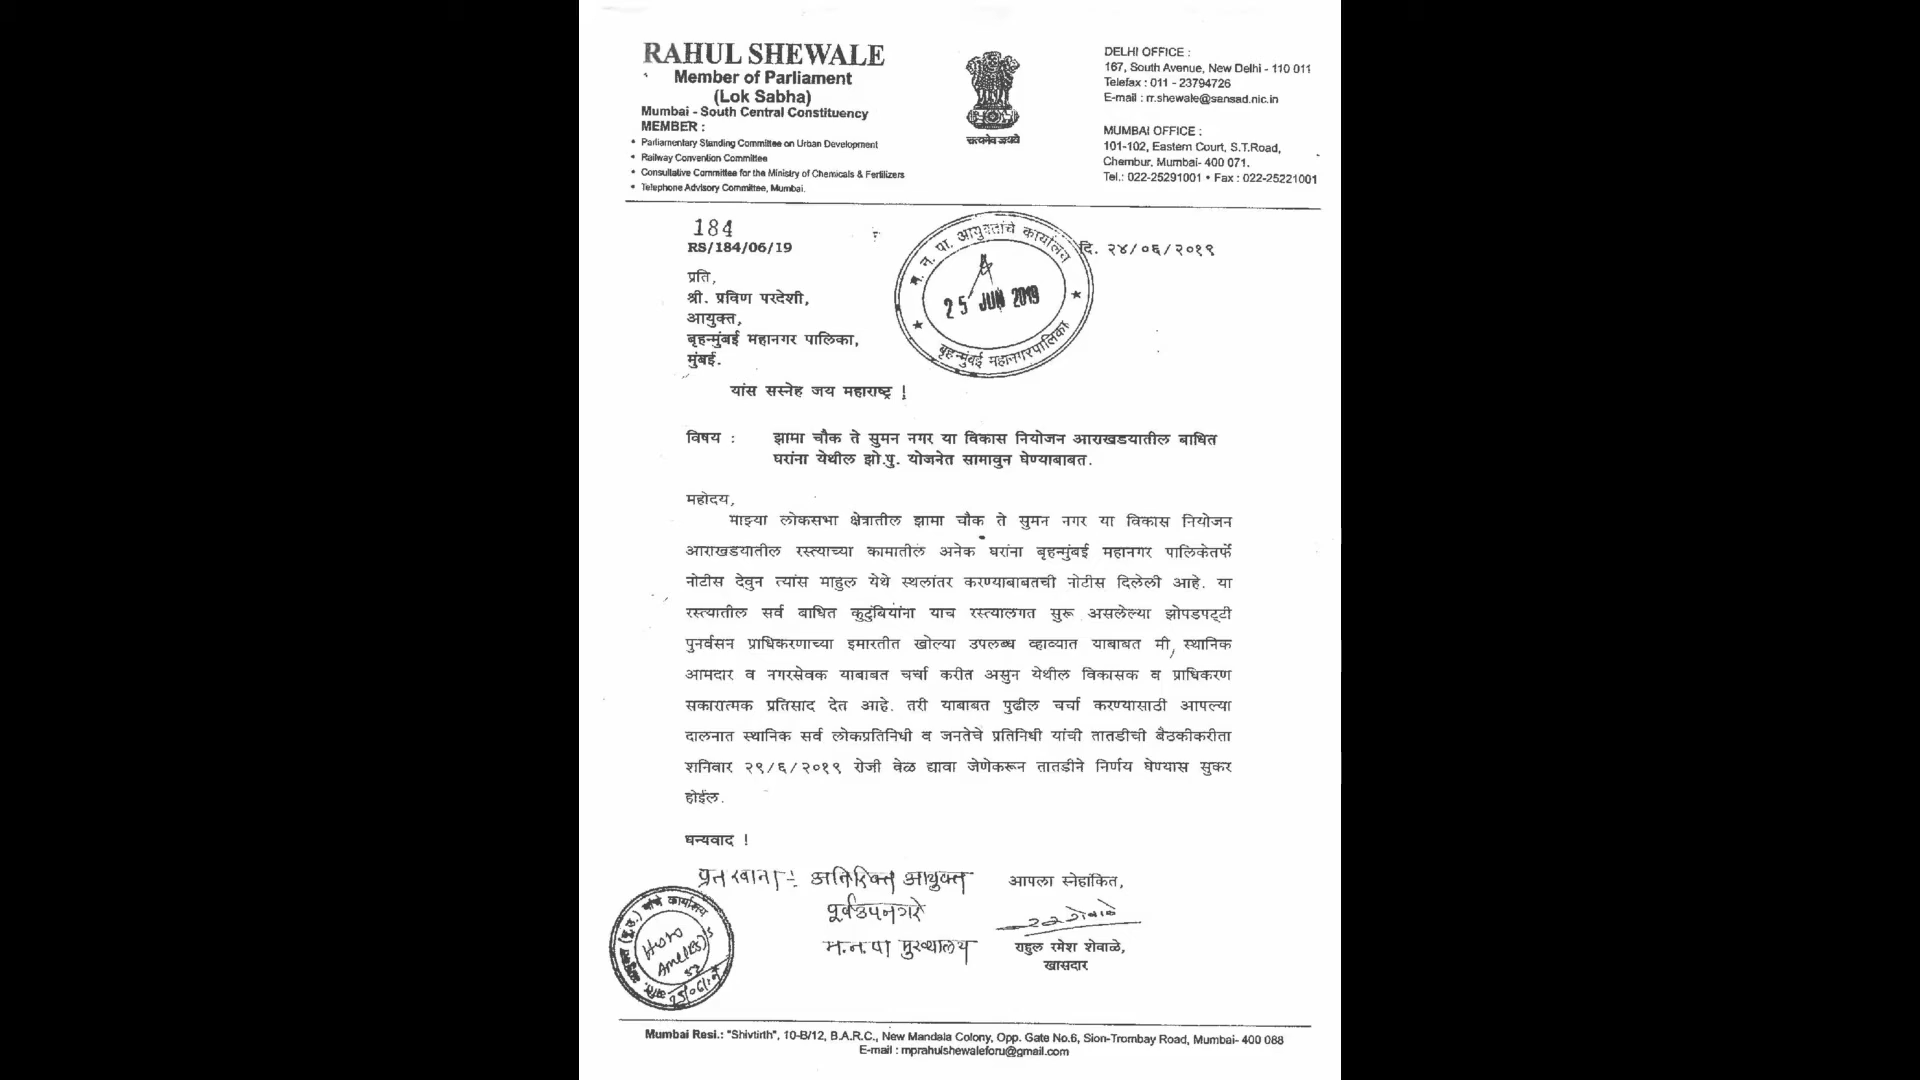 RAHUL SHEWALE
Member of Parliament
(Lok Sabha)
Mumbai - South Central Constituency
MEMBER :
• Parliamentary Standing Committee on Urban Development
• Railway Convention Committee
• Consultative Committee for the Ministry of Chemicals & Fertilizers
• Telephone Advisory Committee, Mumbai.
सत्यमेव जयते
DELHI OFFICE :
167, South Avenue, New Delhi - 110 011
Telefax : 011 - 23794726
E-mail : rr.shewale@sansad.nic.in
MUMBAI OFFICE :
101-102, Eastern Court, S.T.Road,
Chembur, Mumbai- 400 071.
Tel.: 022-25291001 • Fax : 022-25221001
184
RS/184/06/19
दि. २४/०६/२०१९
म. न. पा. आयुक्तांचे कार्यालय
25 JUN 2019
बृहन्मुंबई महानगरपालिका
प्रति,
श्री. प्रविण परदेशी,
आयुक्त,
बृहन्मुंबई महानगर पालिका,
मुंबई.
यांस सस्नेह जय महाराष्ट्र !
विषय : झामा चौक ते सुमन नगर या विकास नियोजन आराखडयातील बाधित
घरांना येथील झो.पु. योजनेत सामावुन घेण्याबाबत.
महोदय,
माझ्या लोकसभा क्षेत्रातील झामा चौक ते सुमन नगर या विकास नियोजन
आराखडयातील रस्त्याच्या कामातील अनेक घरांना बृहन्मुंबई महानगर पालिकेतर्फे
नोटीस देवुन त्यांस माहुल येथे स्थलांतर करण्याबाबतची नोटीस दिलेली आहे. या
रस्त्यातील सर्व बाधित कुटुंबियांना याच रस्त्यालगत सुरू असलेल्या झोपडपट्टी
पुनर्वसन प्राधिकरणाच्या इमारतीत खोल्या उपलब्ध व्हाव्यात याबाबत मी, स्थानिक
आमदार व नगरसेवक याबाबत चर्चा करीत असुन येथील विकासक व प्राधिकरण
सकारात्मक प्रतिसाद देत आहे. तरी याबाबत पुढील चर्चा करण्यासाठी आपल्या
दालनात स्थानिक सर्व लोकप्रतिनिधी व जनतेचे प्रतिनिधी यांची तातडीची बैठकीकरीता
शनिवार २९/६/२०१९ रोजी वेळ द्यावा जेणेकरून तातडीने निर्णय घेण्यास सुकर
होईल.
धन्यवाद !
प्रत रवाना :- अतिरिक्त आयुक्त
पूर्व उपनगरे
म.न.पा मुख्यालय
आपला स्नेहांकित,
राहुल रमेश शेवाळे,
खासदार
यांचे कार्यालय
Mumbai Resi.: "Shivtirth", 10-B/12, B.A.R.C., New Mandala Colony, Opp. Gate No.6, Sion-Trombay Road, Mumbai- 400 088
E-mail : mprahulshewaleforu@gmail.com